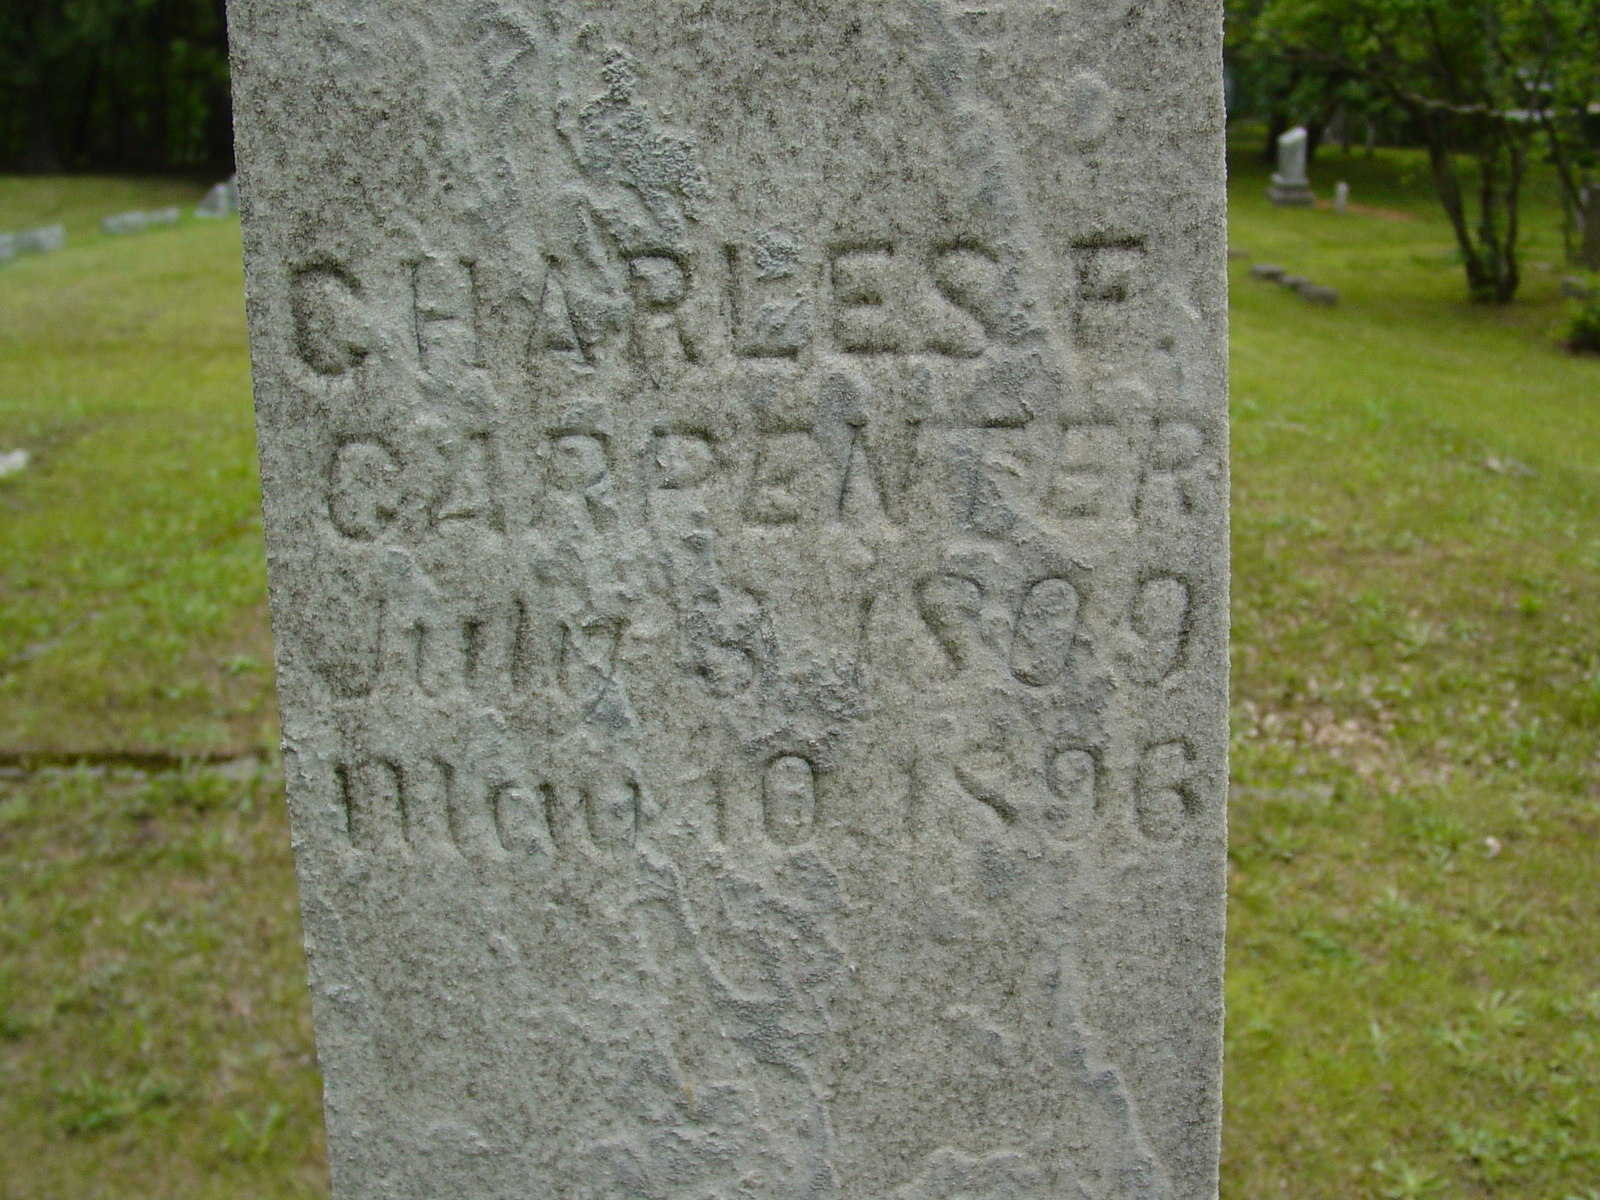 CHARLES F.
CARPENTER
July 3 1809
May 10 1896